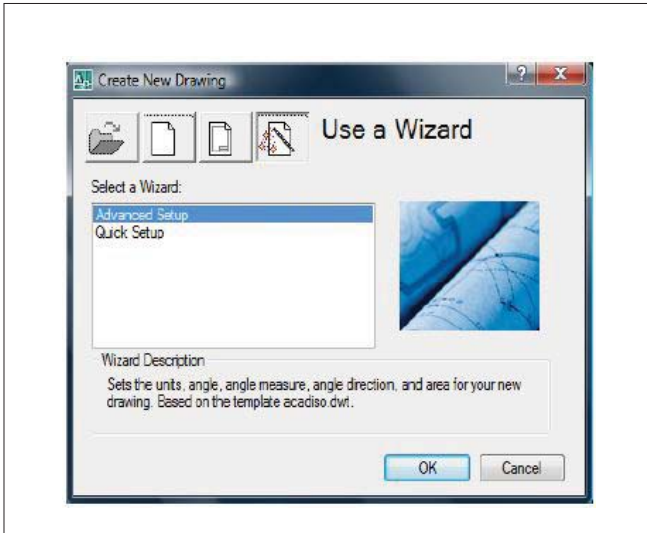 Create New Drawing
Use a Wizard
Select a Wizard:
Advanced Setup
Quick Setup
Wizard Description
Sets the units, angle, angle measure, angle direction, and area for your new
drawing. Based on the template acadiso.dwt.
OK
Cancel